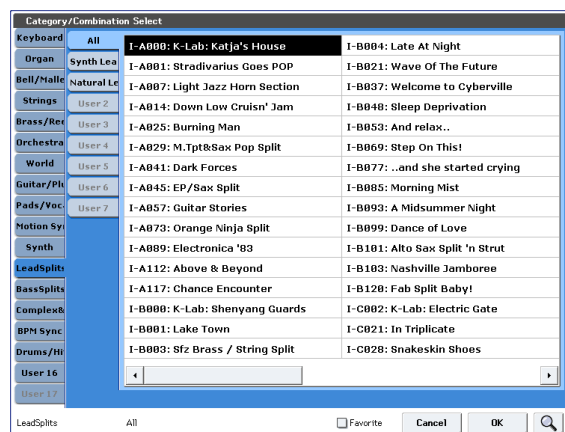 Category/Combination Select
Keyboard
Organ
Bell/Malle
Strings
Brass/Ree
Orchestra
World
Guitar/Plu
Pads/Voc.
Motion Syn
Synth
LeadSplits
BassSplits
Complex&
BPM Sync
Drums/Hi
User 16
User 17
All
Synth Lea
Natural Le
User 2
User 3
User 4
User 5
User 6
User 7
I-A000: K-Lab: Katja's House
I-A001: Stradivarius Goes POP
I-A007: Light Jazz Horn Section
I-A014: Down Low Cruisn' Jam
I-A025: Burning Man
I-A029: M.Tpt&Sax Pop Split
I-A041: Dark Forces
I-A045: EP/Sax Split
I-A057: Guitar Stories
I-A073: Orange Ninja Split
I-A089: Electronica '83
I-A112: Above & Beyond
I-A117: Chance Encounter
I-B000: K-Lab: Shenyang Guards
I-B001: Lake Town
I-B003: Sfz Brass / String Split
I-B004: Late At Night
I-B021: Wave Of The Future
I-B037: Welcome to Cyberville
I-B048: Sleep Deprivation
I-B053: And relax..
I-B069: Step On This!
I-B077: ..and she started crying
I-B085: Morning Mist
I-B093: A Midsummer Night
I-B099: Dance of Love
I-B101: Alto Sax Split 'n Strut
I-B103: Nashville Jamboree
I-B120: Fab Split Baby!
I-C002: K-Lab: Electric Gate
I-C021: In Triplicate
I-C028: Snakeskin Shoes
LeadSplits
All
Favorite
Cancel
OK